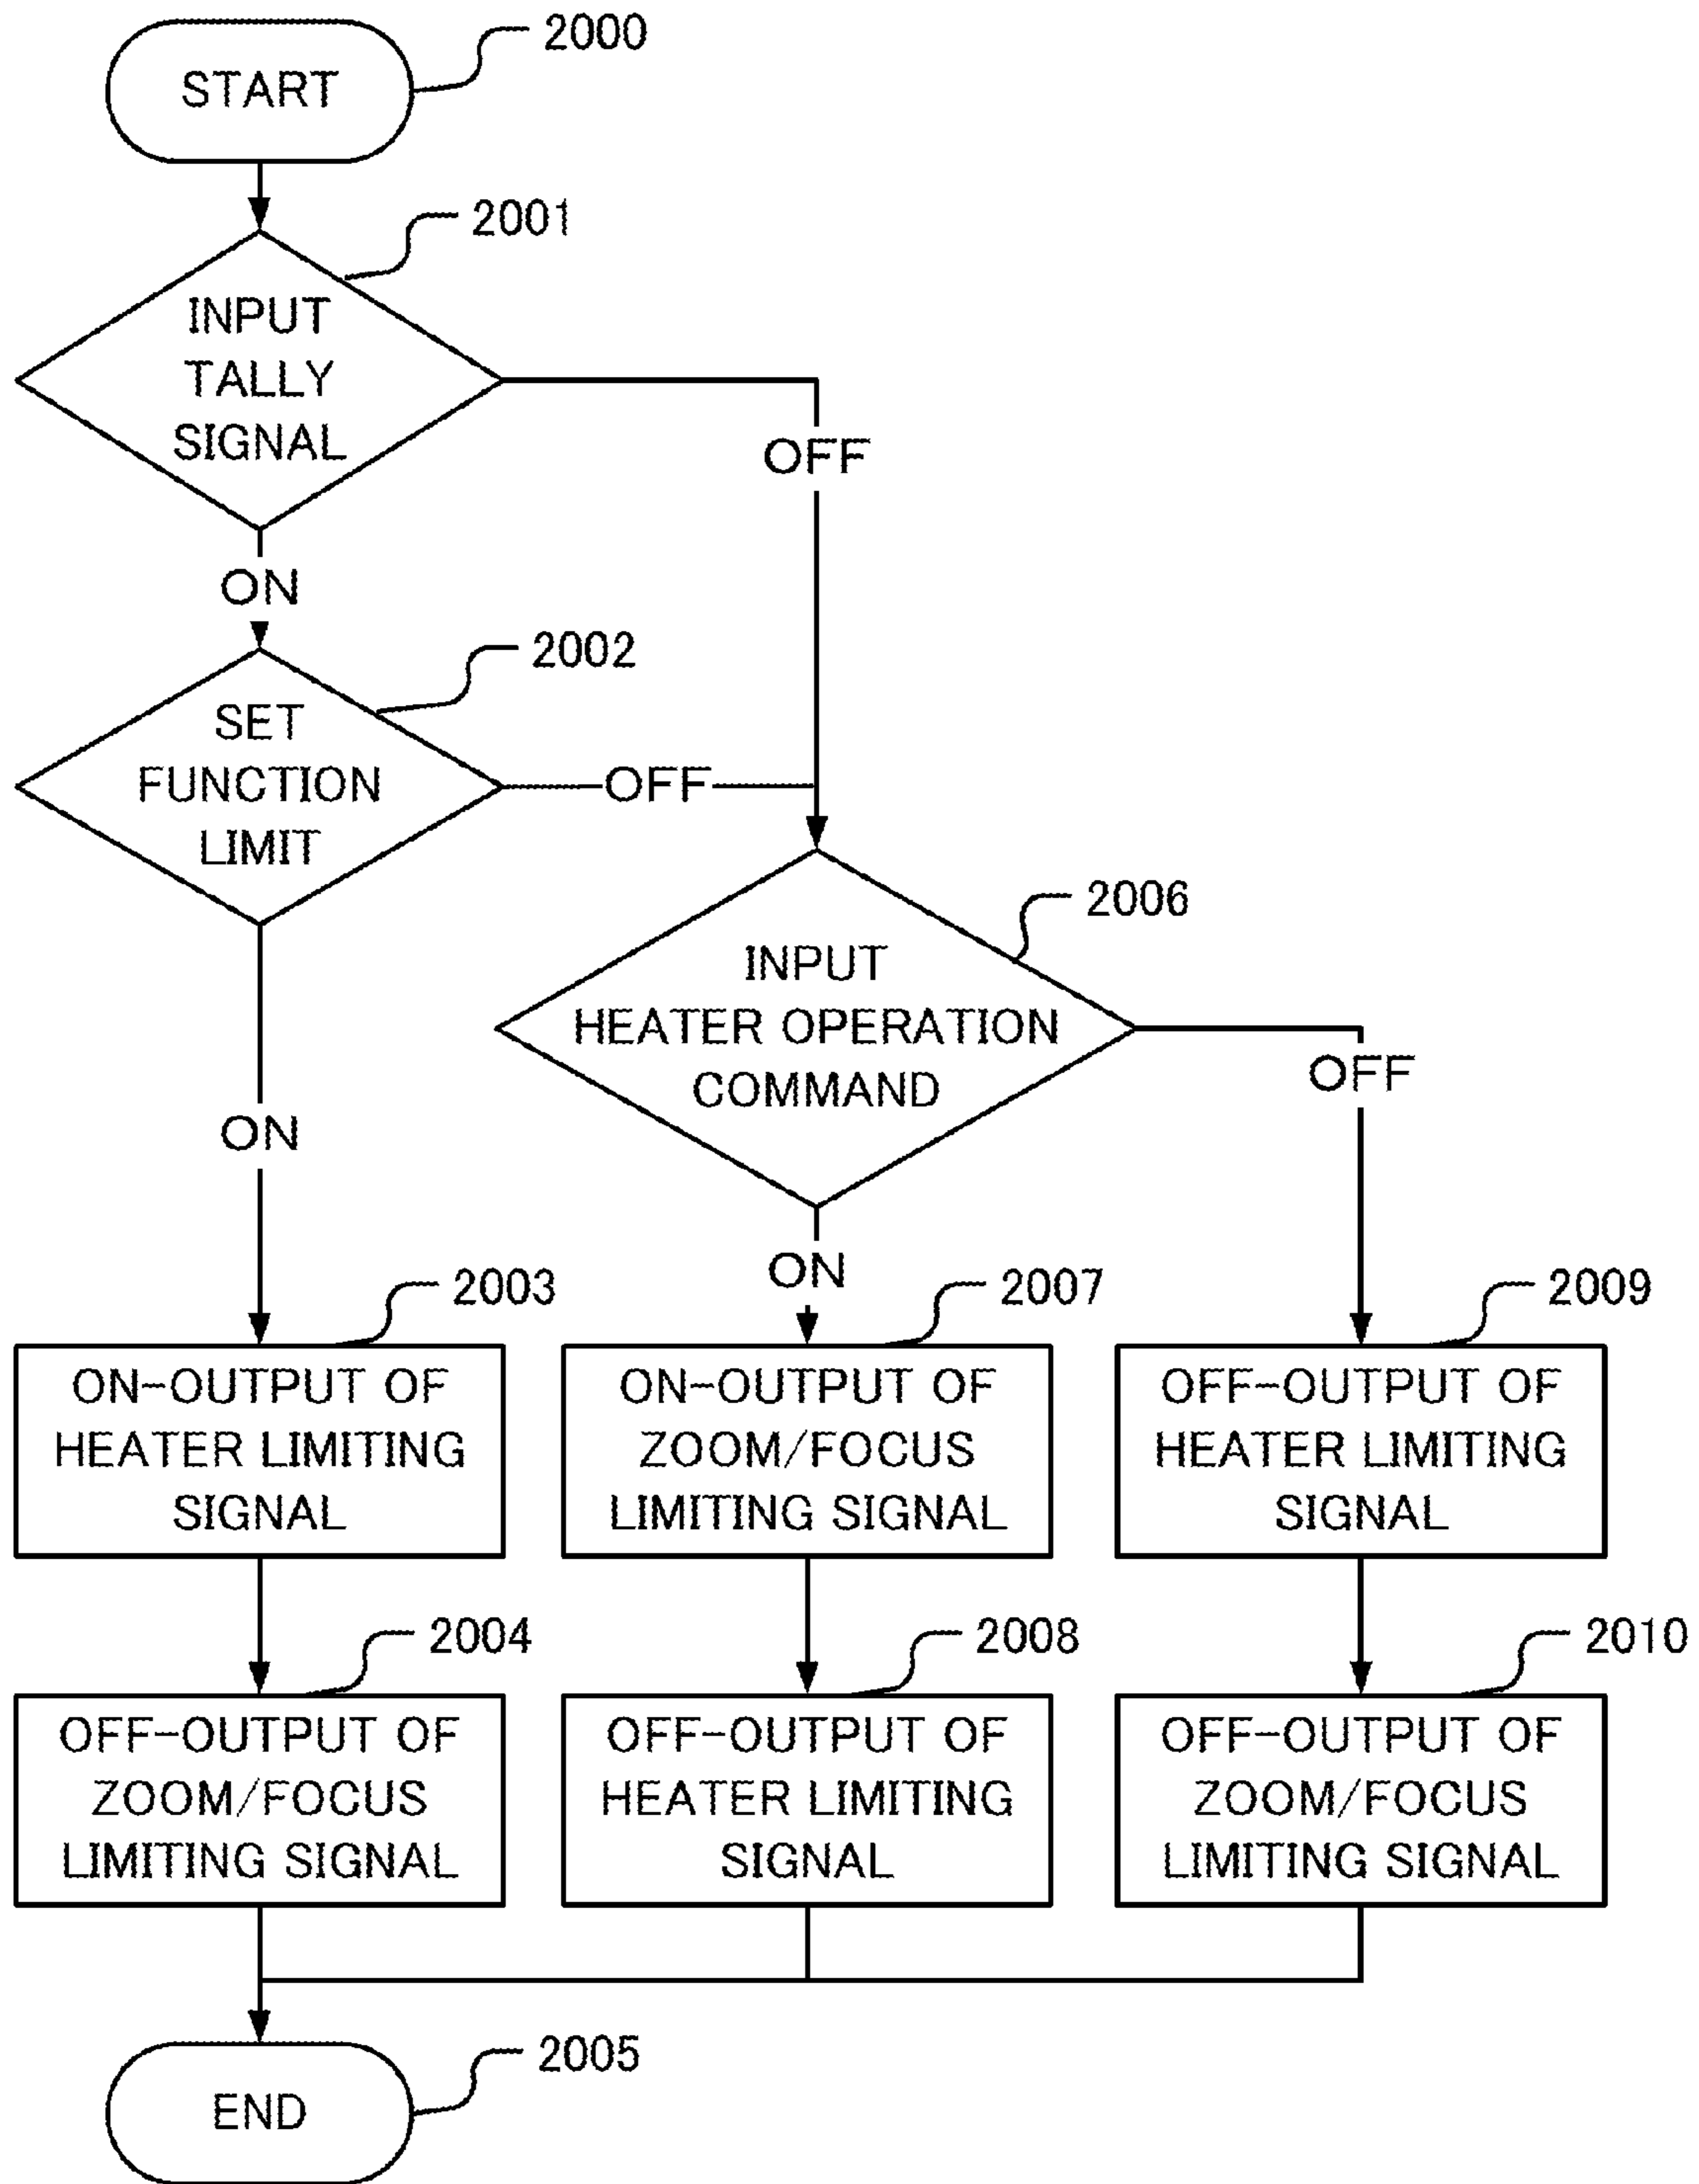 2000
START
2001
INPUT
TALLY
SIGNAL
OFF
ON
2002
SET
FUNCTION
LIMIT
OFF
2006
INPUT
HEATER OPERATION
COMMAND
OFF
ON
ON
2003
ON-OUTPUT OF
HEATER LIMITING
SIGNAL
2007
ON-OUTPUT OF
ZOOM/FOCUS
LIMITING SIGNAL
2009
OFF-OUTPUT OF
HEATER LIMITING
SIGNAL
2004
OFF-OUTPUT OF
ZOOM/FOCUS
LIMITING SIGNAL
2008
OFF-OUTPUT OF
HEATER LIMITING
SIGNAL
2010
OFF-OUTPUT OF
ZOOM/FOCUS
LIMITING SIGNAL
2005
END